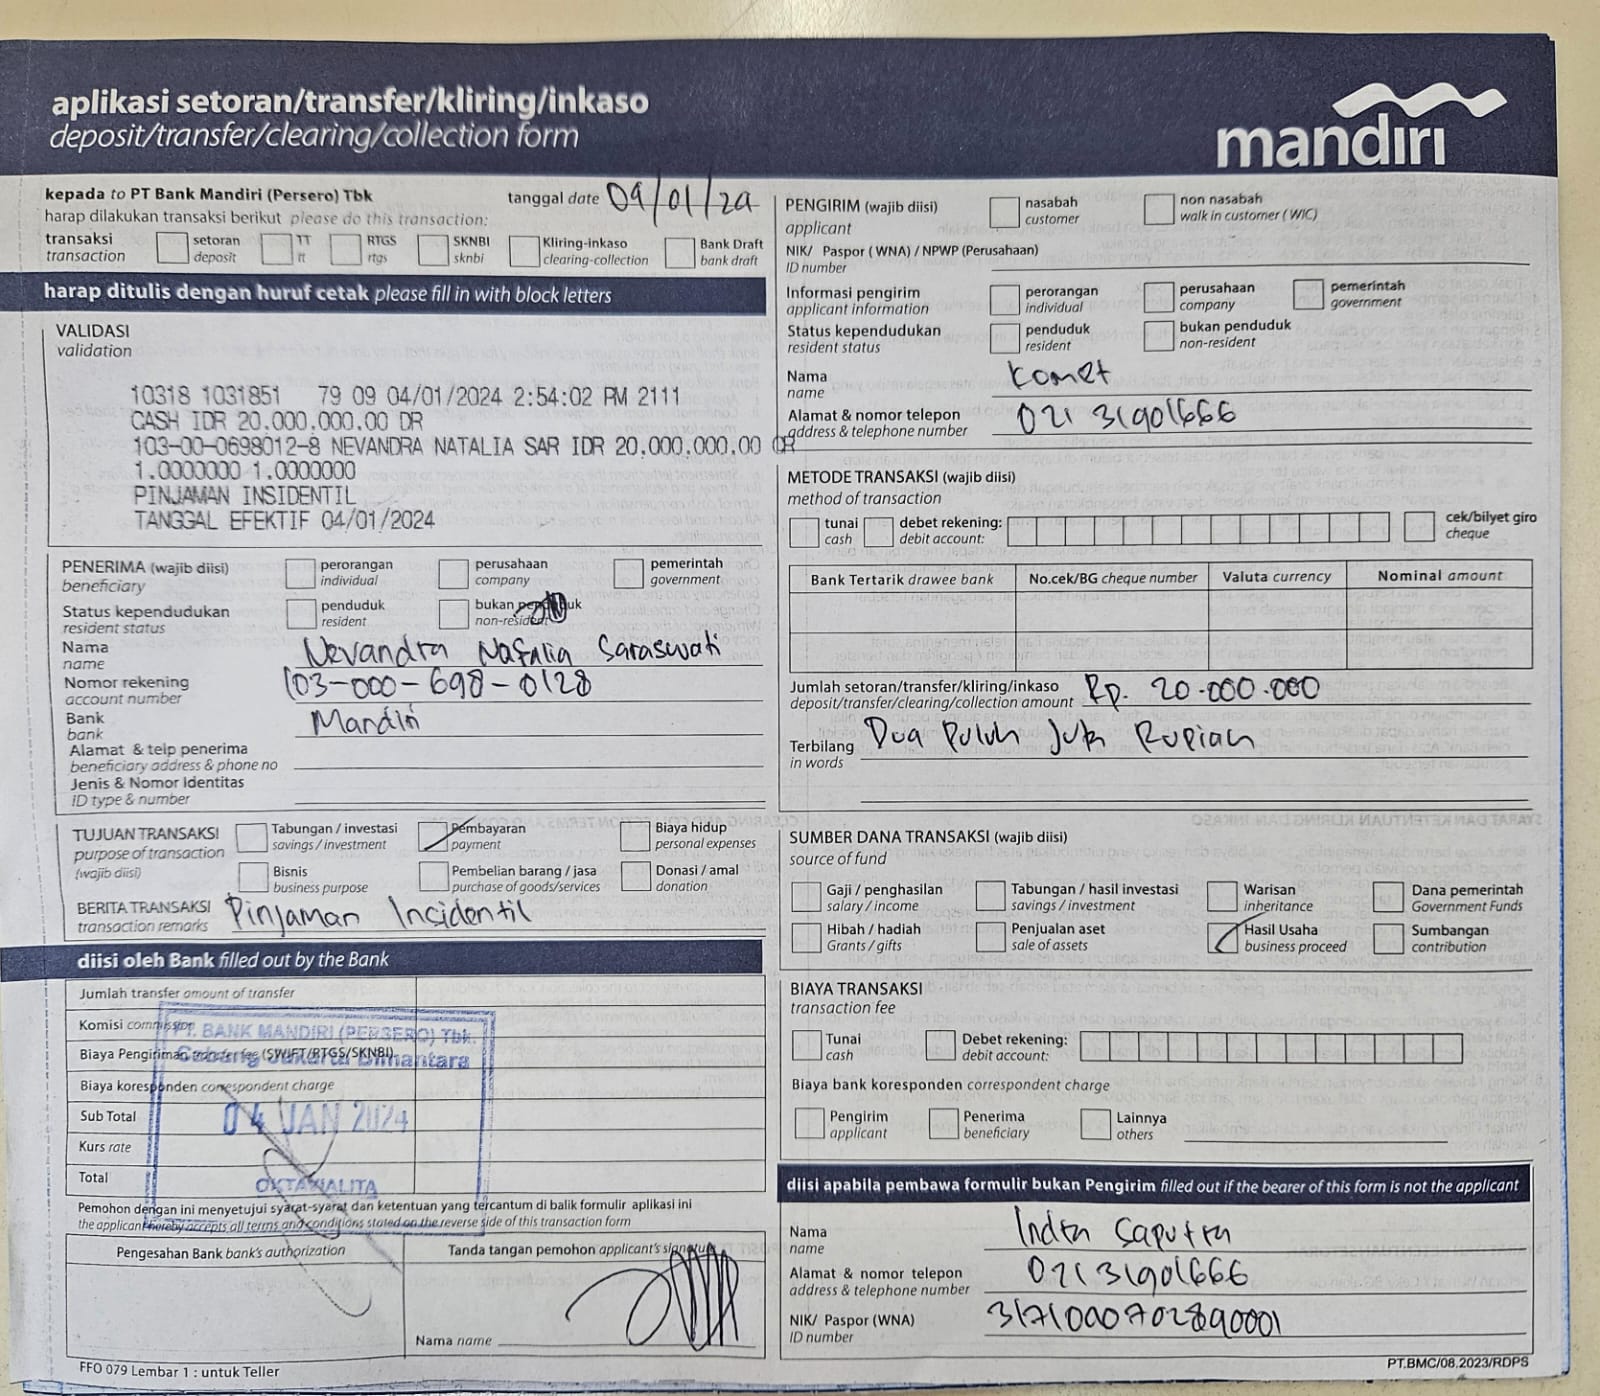 aplikasi setoran/transfer/kliring/inkaso
deposit/transfer/clearing/collection form
mandiri
kepada to PT Bank Mandiri (Persero) Tbk
tanggal date 09/01/24
harap dilakukan transaksi berikut please do this transaction:
transaksi transaction
setoran deposit
TT tt
RTGS rtgs
SKNBI sknbi
Kliring-inkaso clearing-collection
Bank Draft bank draft
harap ditulis dengan huruf cetak please fill in with block letters
VALIDASI
validation
10318 1031851 79 09 04/01/2024 2:54:02 PM 2111
CASH IDR 20.000.000.00 DR
103-00-0698012-8 NEVANDRA NATALIA SAR IDR 20.000.000.00 CR
1.0000000 1.0000000
PINJAMAN INSIDENTIL
TANGGAL EFEKTIF 04/01/2024
PENERIMA (wajib diisi)
beneficiary
perorangan individual
perusahaan company
pemerintah government
Status kependudukan
resident status
penduduk resident
bukan penduduk non-resident
Nama name Nevandra Natalia Saraswati
Nomor rekening account number 103-000-698-0128
Bank bank Mandiri
Alamat & telp penerima
beneficiary address & phone no
Jenis & Nomor Identitas
ID type & number
TUJUAN TRANSAKSI
purpose of transaction
(wajib diisi)
Tabungan / investasi savings / investment
Pembayaran payment
Biaya hidup personal expenses
Bisnis business purpose
Pembelian barang / jasa purchase of goods/services
Donasi / amal donation
BERITA TRANSAKSI
transaction remarks
Pinjaman Incidentil
diisi oleh Bank filled out by the Bank
Jumlah transfer amount of transfer
Komisi commission
Biaya Pengiriman transfer fee (SWIFT/RTGS/SKNBI)
Biaya koresponden correspondent charge
Sub Total
Kurs rate
Total
PT. BANK MANDIRI (PERSERO) Tbk.
Cabang Jakarta Bimantara
04 JAN 2024
OKTAVIALITA
Pemohon dengan ini menyetujui syarat-syarat dan ketentuan yang tercantum di balik formulir aplikasi ini
the applicant hereby accepts all terms and conditions stated on the reverse side of this transaction form
Pengesahan Bank bank's authorization
Tanda tangan pemohon applicant's signature
Nama name
FFO 079 Lembar 1 : untuk Teller
PENGIRIM (wajib diisi)
applicant
nasabah customer
non nasabah walk in customer (WIC)
NIK/ Paspor (WNA) / NPWP (Perusahaan)
ID number
Informasi pengirim
applicant information
perorangan individual
perusahaan company
pemerintah government
Status kependudukan
resident status
penduduk resident
bukan penduduk non-resident
Nama name Komet
Alamat & nomor telepon
address & telephone number
021 31901666
METODE TRANSAKSI (wajib diisi)
method of transaction
tunai cash
debet rekening: debit account:
cek/bilyet giro cheque
Bank Tertarik drawee bank
No.cek/BG cheque number
Valuta currency
Nominal amount
Jumlah setoran/transfer/kliring/inkaso
deposit/transfer/clearing/collection amount
Rp. 20.000.000
Terbilang in words Dua Puluh Juta Rupiah
SUMBER DANA TRANSAKSI (wajib diisi)
source of fund
Gaji / penghasilan salary / income
Tabungan / hasil investasi savings / investment
Warisan inheritance
Dana pemerintah Government Funds
Hibah / hadiah Grants / gifts
Penjualan aset sale of assets
Hasil Usaha business proceed
Sumbangan contribution
BIAYA TRANSAKSI
transaction fee
Tunai cash
Debet rekening: debit account:
Biaya bank koresponden correspondent charge
Pengirim applicant
Penerima beneficiary
Lainnya others
diisi apabila pembawa formulir bukan Pengirim filled out if the bearer of this form is not the applicant
Nama name Indra Saputra
Alamat & nomor telepon
address & telephone number
021 31901666
NIK/ Paspor (WNA)
ID number
3171090702890001
PT.BMC/08.2023/RDPS